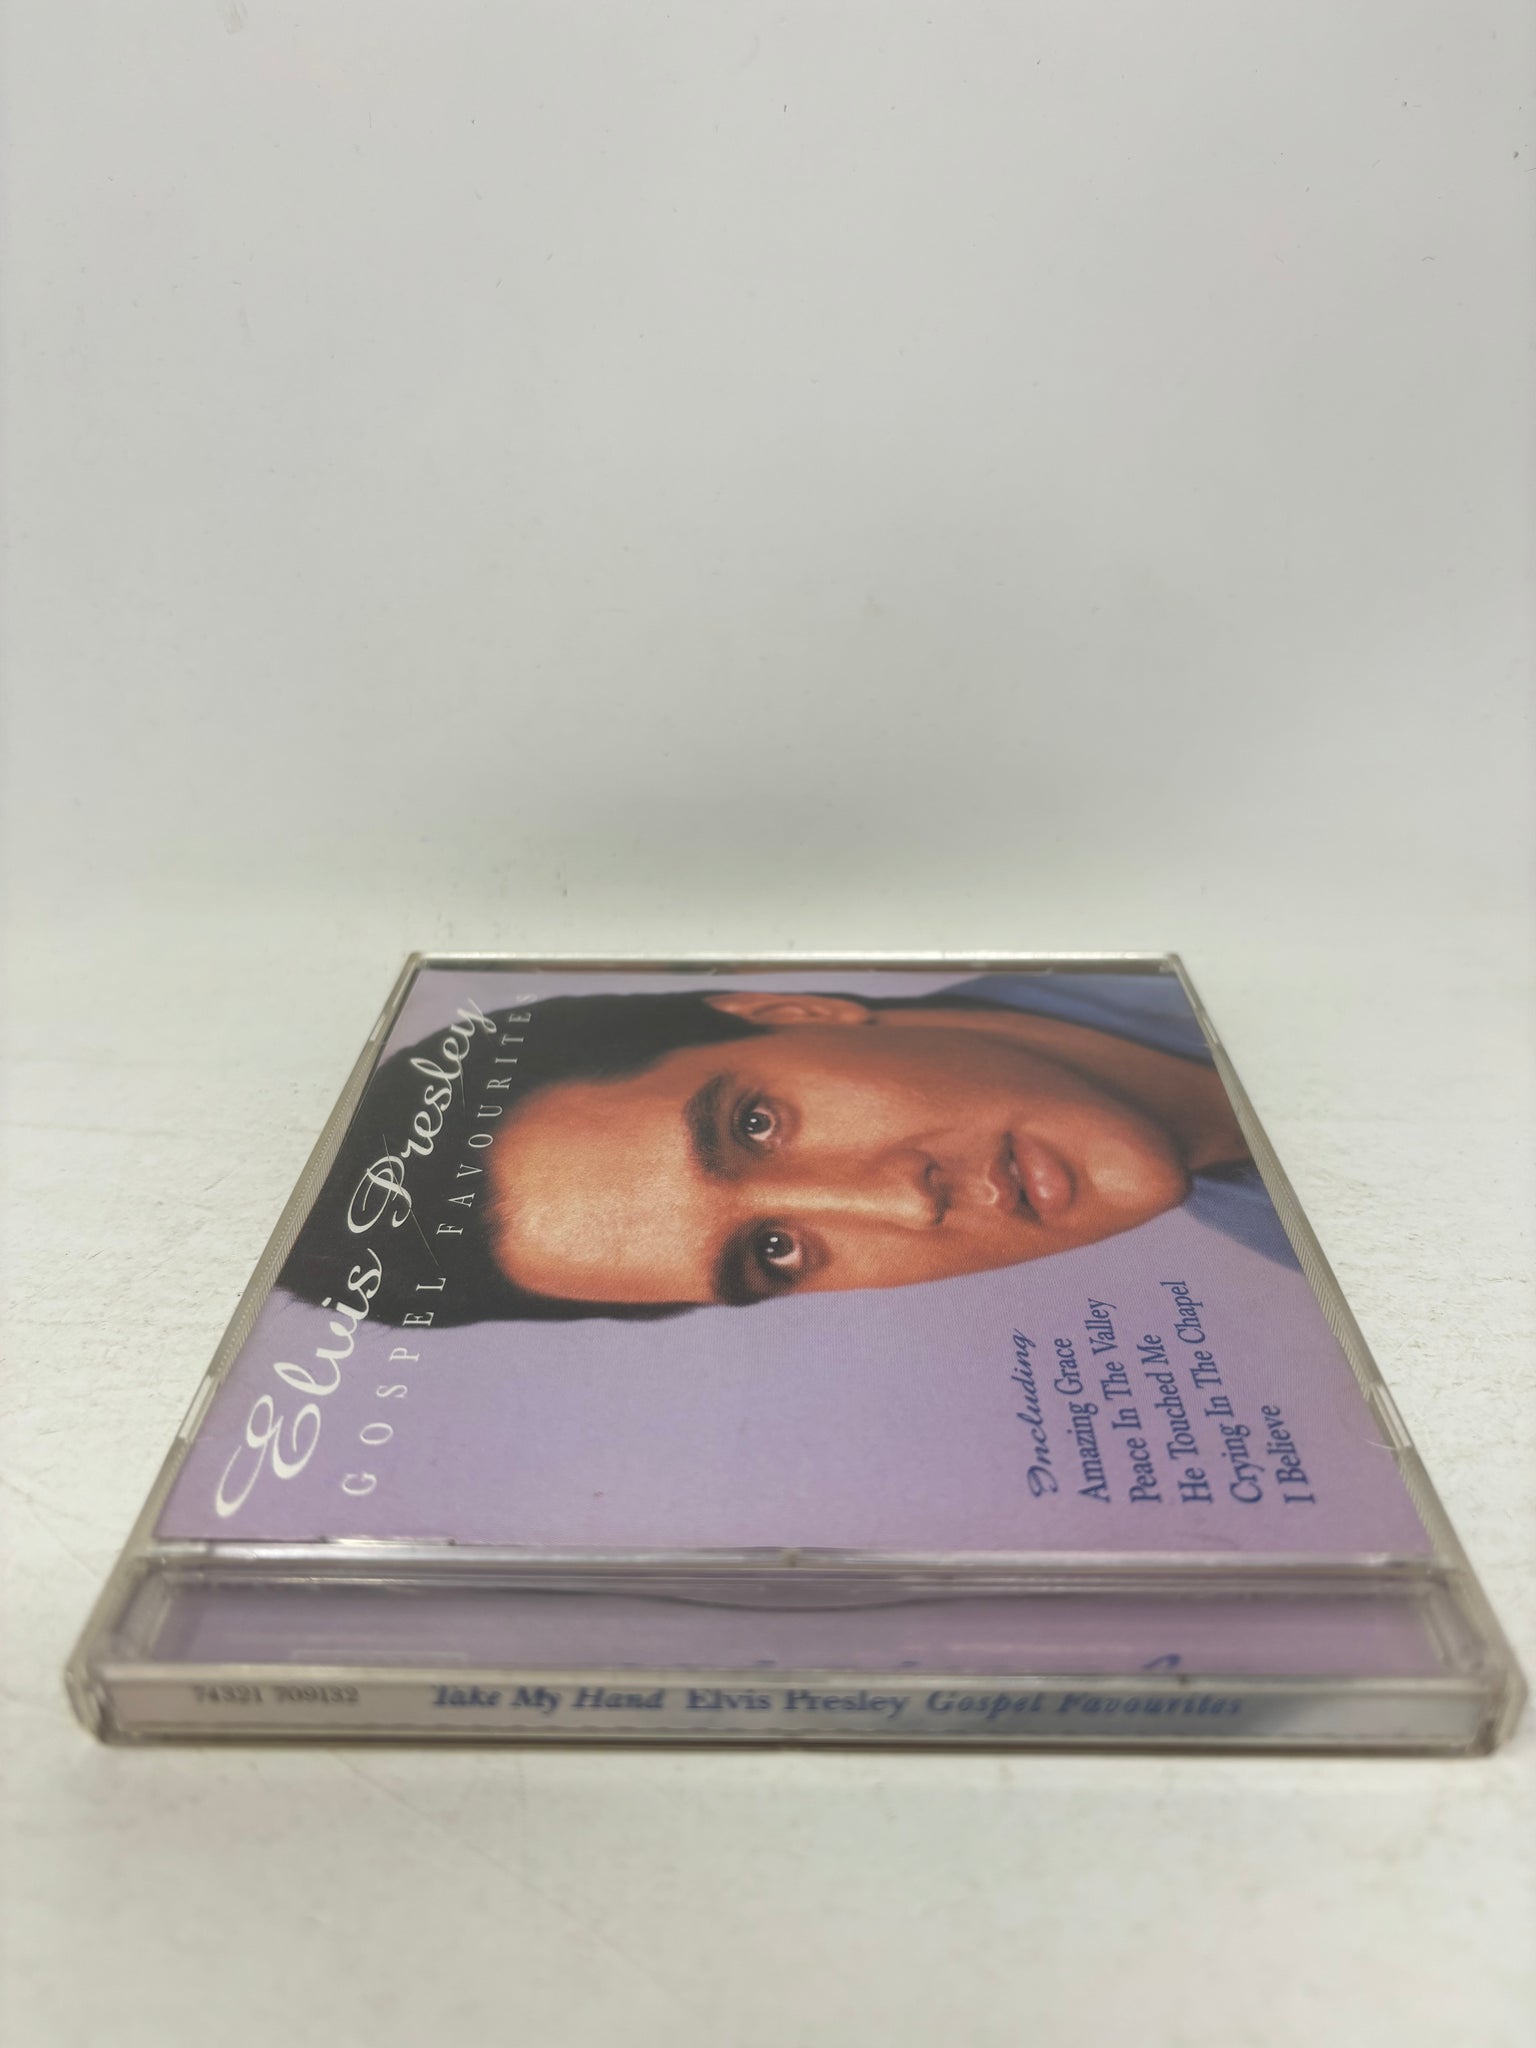 Elvis Presley
GOSPEL FAVOURITES
Including
Amazing Grace
Peace In The Valley
He Touched Me
Crying In The Chapel
I Believe
74321 709132 Take My Hand Elvis Presley Gospel Favourites